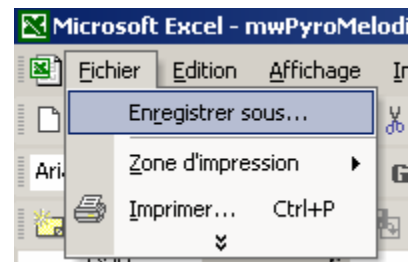 Microsoft Excel - mwPyroMelodi
Fichier Edition Affichage
Enregistrer sous...
Ari
G
Zone d'impression
Imprimer... Ctrl+P